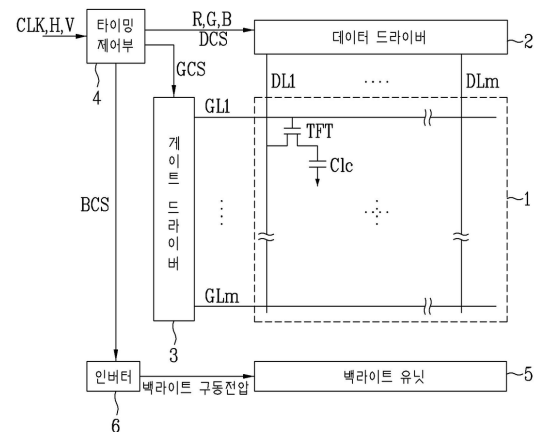 CLK,H,V
타이밍
제어부
4
R,G,B
DCS
GCS
데이터 드라이버
2
DL1
DLm
GL1
TFT
Clc
게이트 드라이버
1
BCS
GLm
3
인버터
6
백라이트 구동전압
백라이트 유닛
5